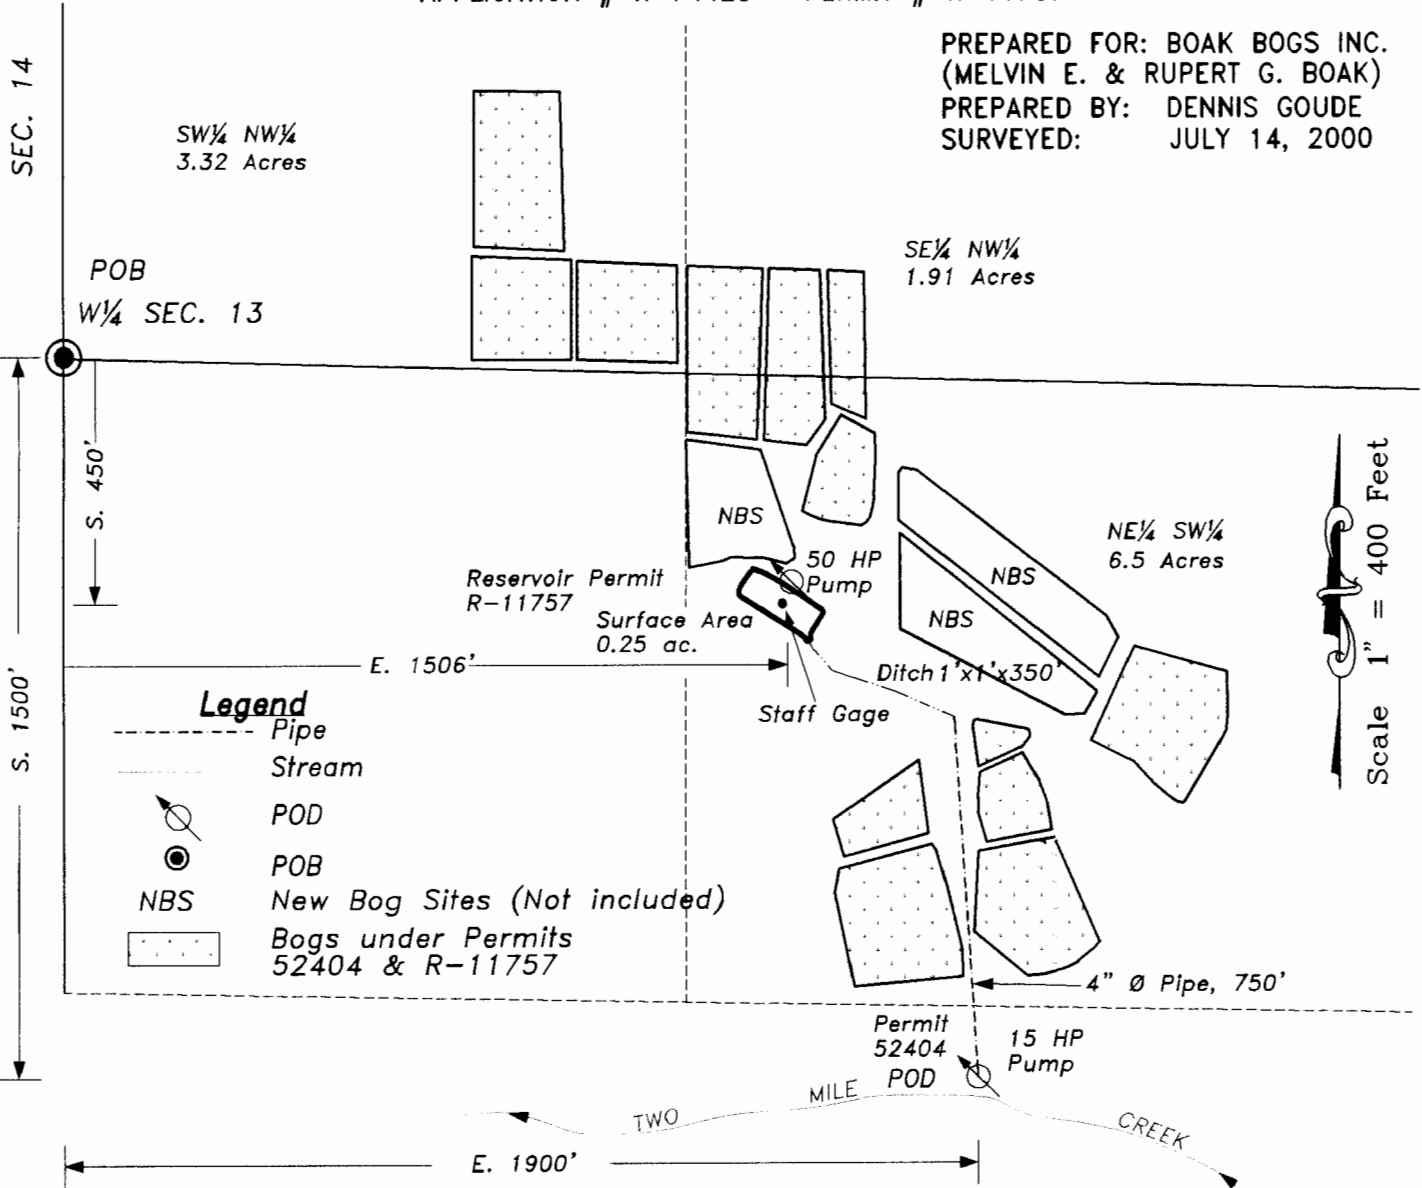 PREPARED FOR: BOAK BOGS INC.
(MELVIN E. & RUPERT G. BOAK)
PREPARED BY: DENNIS GOUDE
SURVEYED: JULY 14, 2000
SEC. 14
SW¼ NW¼
3.32 Acres
SE¼ NW¼
1.91 Acres
POB
W¼ SEC. 13
S. 450'
S. 1500'
NBS
50 HP
Pump
NE¼ SW¼
6.5 Acres
NBS
NBS
Reservoir Permit
R-11757
Surface Area
0.25 ac.
E. 1506'
Ditch 1'x1'x350'
Staff Gage
Scale 1" = 400 Feet
Legend
Pipe
Stream
POD
POB
NBS New Bog Sites (Not included)
Bogs under Permits
52404 & R-11757
4" Ø Pipe, 750'
Permit
52404
POD
15 HP
Pump
TWO MILE CREEK
E. 1900'